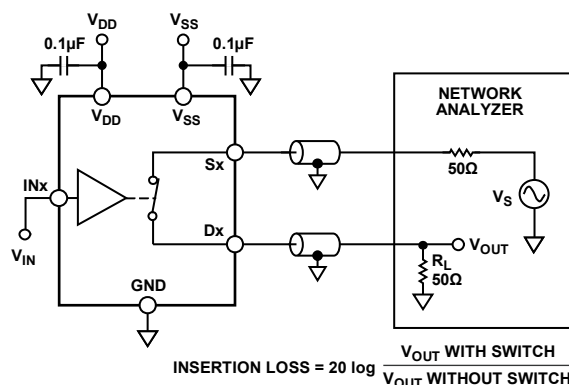 VDD
VSS
0.1µF
0.1µF
VDD
VSS
NETWORK
ANALYZER
Sx
50Ω
VS
INx
Dx
VOUT
VIN
RL
50Ω
GND
INSERTION LOSS = 20 log VOUT WITH SWITCH
VOUT WITHOUT SWITCH